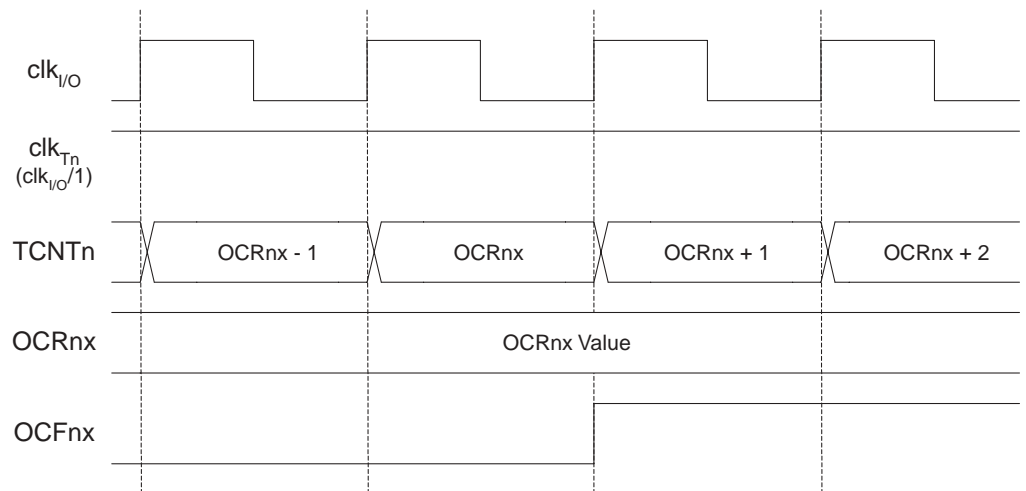 clkI/O
clkTn
(clkI/O/1)
TCNTn
OCRnx - 1
OCRnx
OCRnx + 1
OCRnx + 2
OCRnx
OCRnx Value
OCFnx